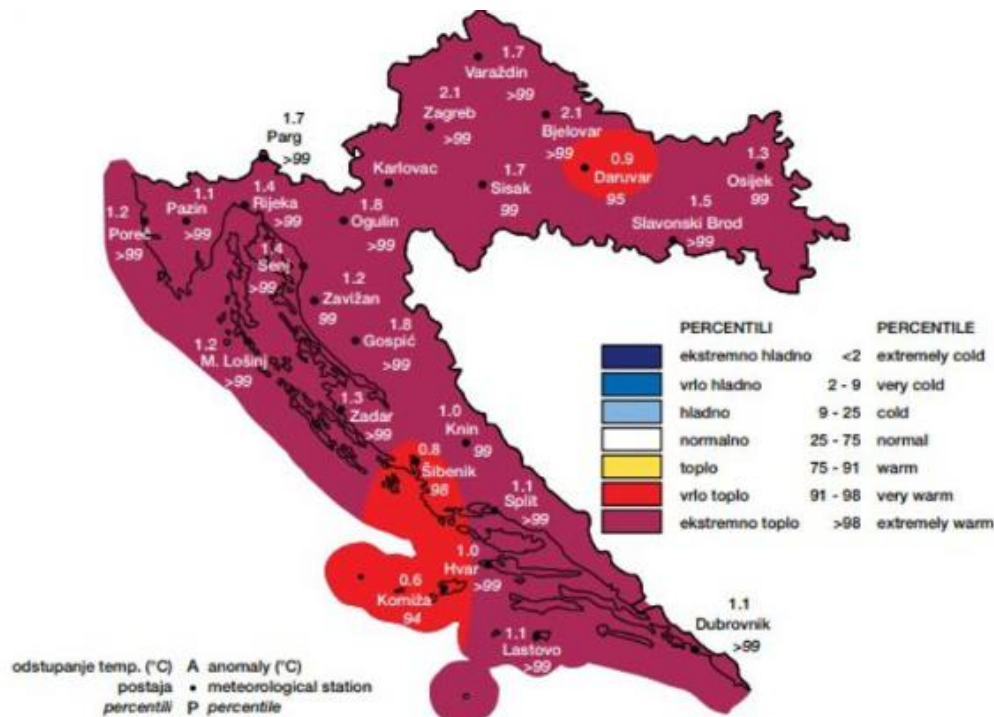 1.7
Varaždin
>99
2.1
Zagreb
>99
2.1
Bjelovar
>99
1.7
Parg
>99
0.9
Daruvar
95
1.3
Osijek
99
Karlovac
1.7
Sisak
99
1.5
Slavonski Brod
>99
1.2
Poreč
>99
1.1
Pazin
>99
1.4
Rijeka
>99
1.8
Ogulin
>99
1.4
Senj
>99
1.2
Zavižan
99
1.8
Gospić
>99
1.2
M. Lošinj
>99
1.3
Zadar
>99
1.0
Knin
99
0.8
Šibenik
98
1.1
Split
>99
1.0
Hvar
>99
0.6
Komiža
94
1.1
Lastovo
>99
1.1
Dubrovnik
>99
PERCENTILI PERCENTILE
ekstremno hladno <2 extremely cold
vrlo hladno 2 - 9 very cold
hladno 9 - 25 cold
normalno 25 - 75 normal
toplo 75 - 91 warm
vrlo toplo 91 - 98 very warm
ekstremno toplo >98 extremely warm
odstupanje temp. (°C) A anomaly (°C)
postaja • meteorological station
percentili P percentile